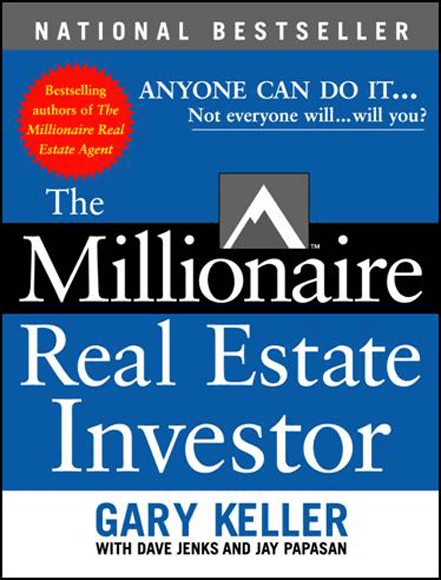 NATIONAL BESTSELLER
Bestselling
authors of The
Millionaire Real
Estate Agent
ANYONE CAN DO IT...
Not everyone will...will you?
The
TM
Millionaire
Real Estate
Investor
GARY KELLER
WITH DAVE JENKS AND JAY PAPASAN